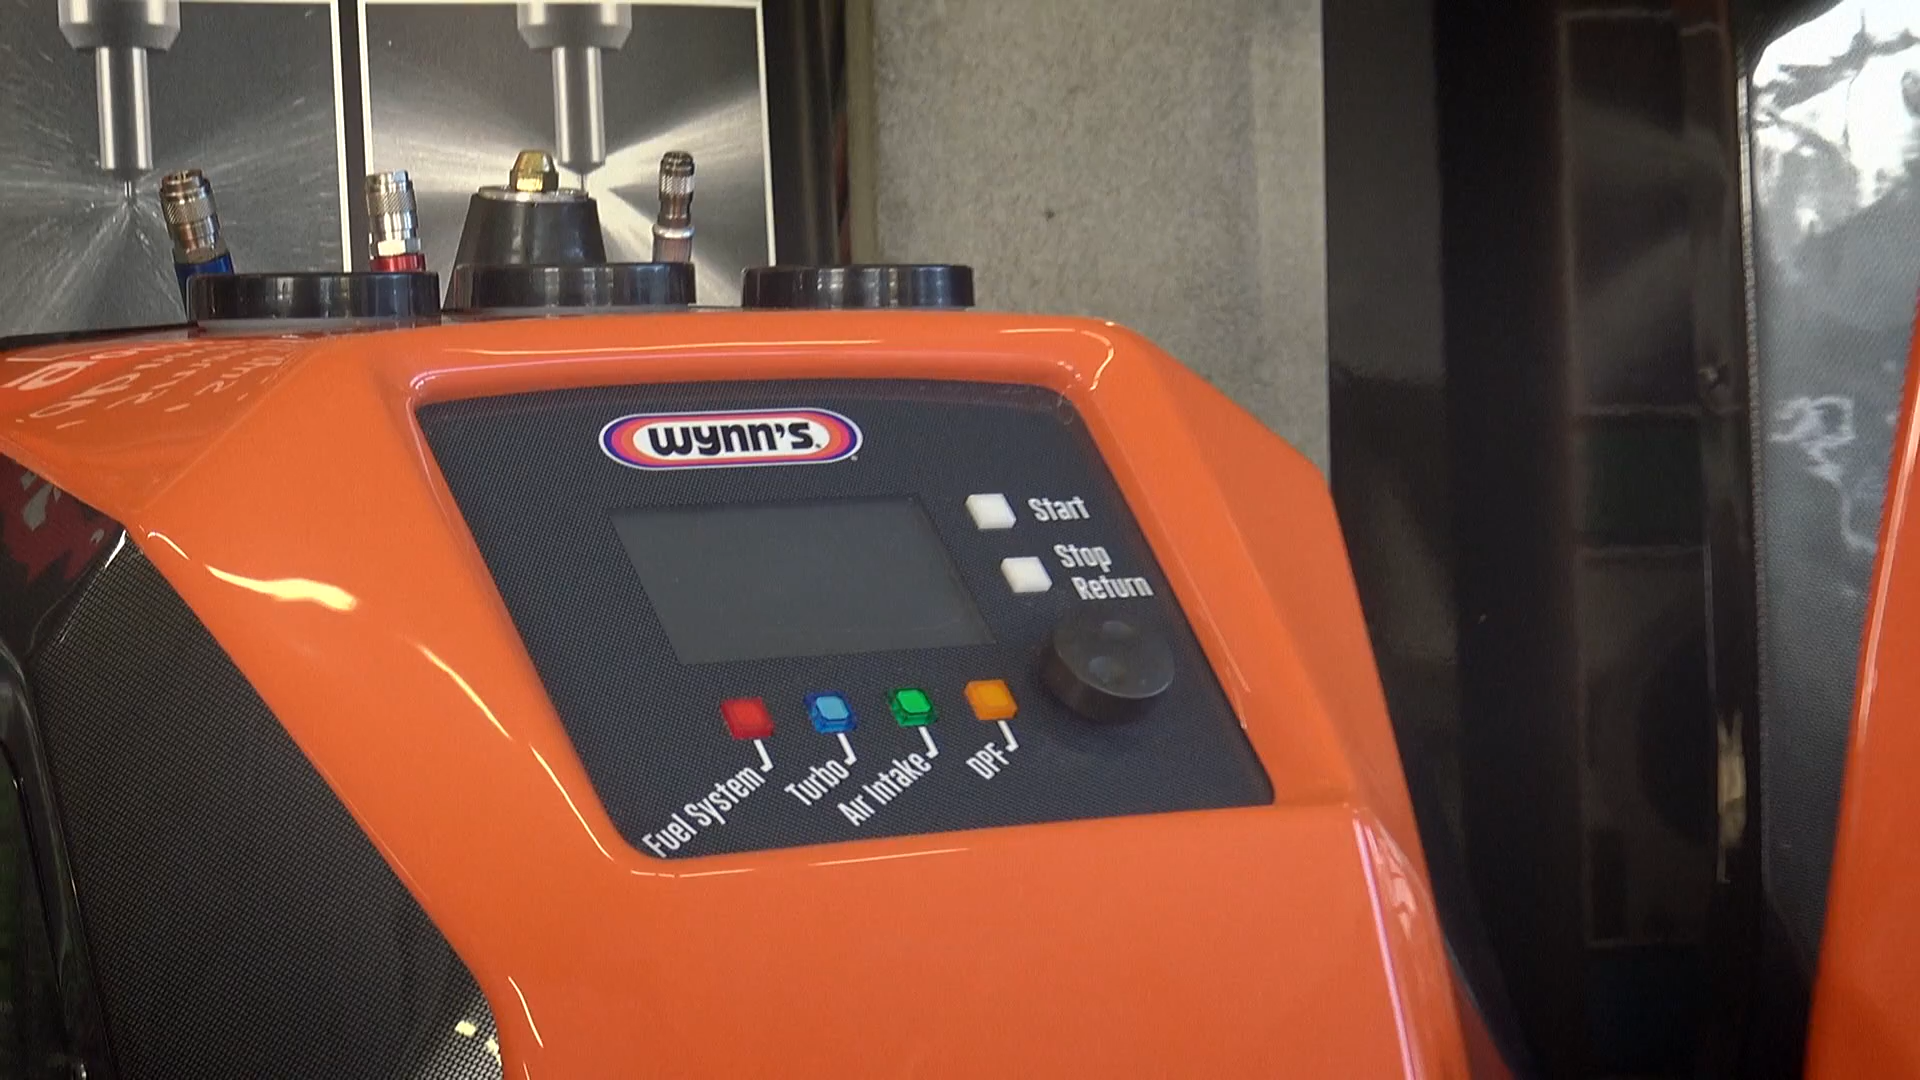 wynn's
Start
Stop
Return
Fuel System
Turbo
Air Intake
DPF